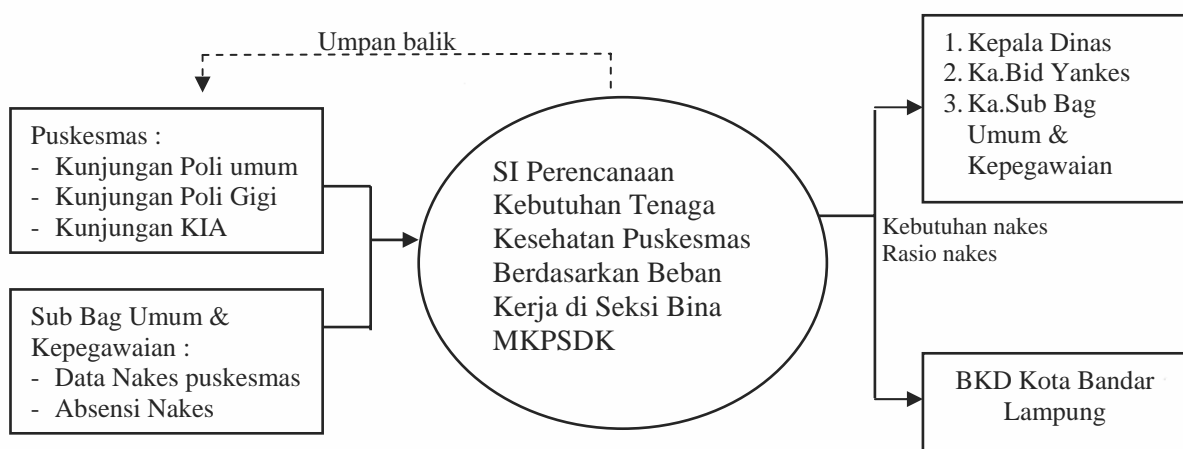 Umpan balik
Puskesmas :
- Kunjungan Poli umum
- Kunjungan Poli Gigi
- Kunjungan KIA
Sub Bag Umum &
Kepegawaian :
- Data Nakes puskesmas
- Absensi Nakes
SI Perencanaan
Kebutuhan Tenaga
Kesehatan Puskesmas
Berdasarkan Beban
Kerja di Seksi Bina
MKPSDK
Kebutuhan nakes
Rasio nakes
1. Kepala Dinas
2. Ka.Bid Yankes
3. Ka.Sub Bag
Umum &
Kepegawaian
BKD Kota Bandar
Lampung